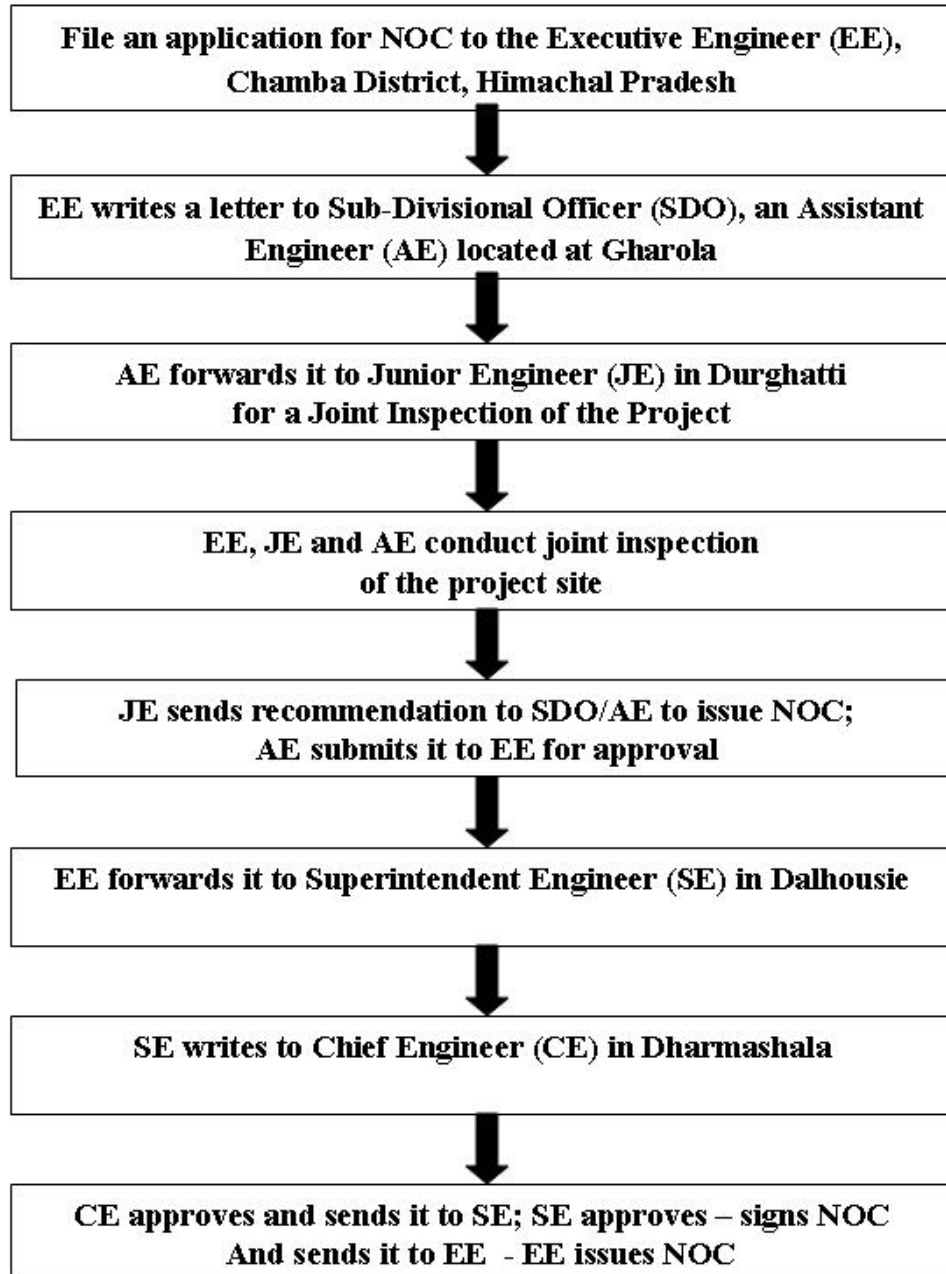 File an application for NOC to the Executive Engineer (EE),
Chamba District, Himachal Pradesh
EE writes a letter to Sub-Divisional Officer (SDO), an Assistant
Engineer (AE) located at Gharola
AE forwards it to Junior Engineer (JE) in Durghatti
for a Joint Inspection of the Project
EE, JE and AE conduct joint inspection
of the project site
JE sends recommendation to SDO/AE to issue NOC;
AE submits it to EE for approval
EE forwards it to Superintendent Engineer (SE) in Dalhousie
SE writes to Chief Engineer (CE) in Dharmashala
CE approves and sends it to SE; SE approves – signs NOC
And sends it to EE - EE issues NOC